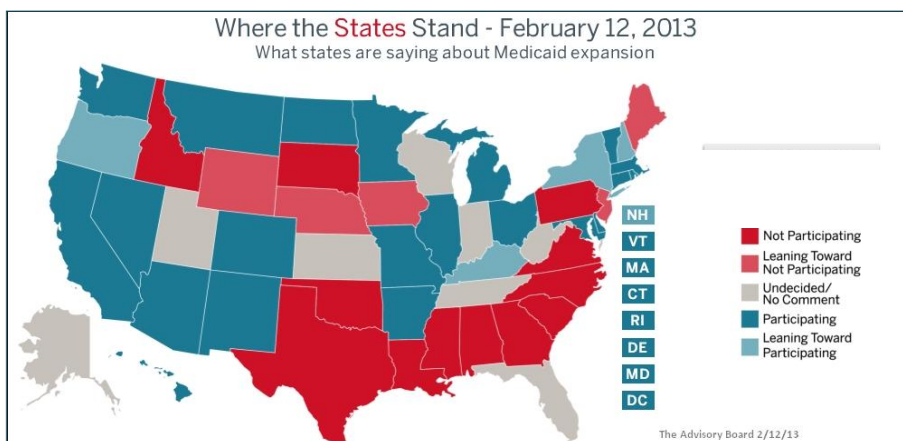 Where the States Stand - February 12, 2013
What states are saying about Medicaid expansion
NH
VT
MA
CT
RI
DE
MD
DC
Not Participating
Leaning Toward
Not Participating
Undecided/
No Comment
Participating
Leaning Toward
Participating
The Advisory Board 2/12/13